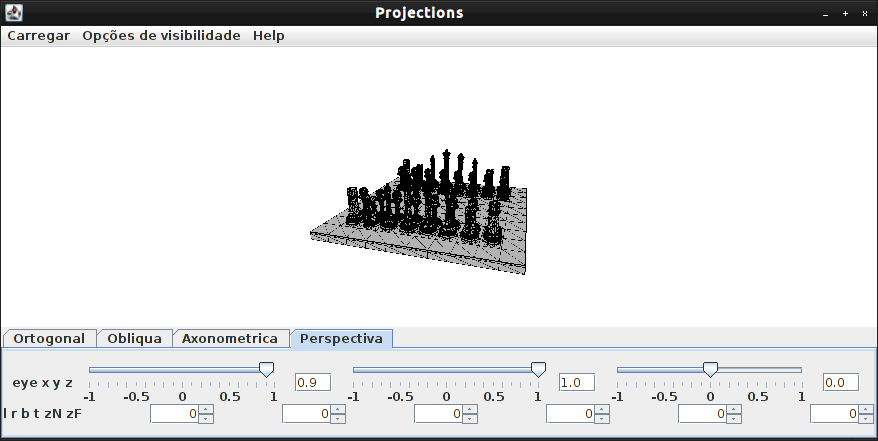 Projections
Carregar Opções de visibilidade Help
Ortogonal Obliqua Axonometrica Perspectiva
eye x y z 0.9 1.0 0.0
-1 -0.5 0 0.5 1 -1 -0.5 0 0.5 1 -1 -0.5 0 0.5 1
l r b t zN zF 0 0 0 0 0 0